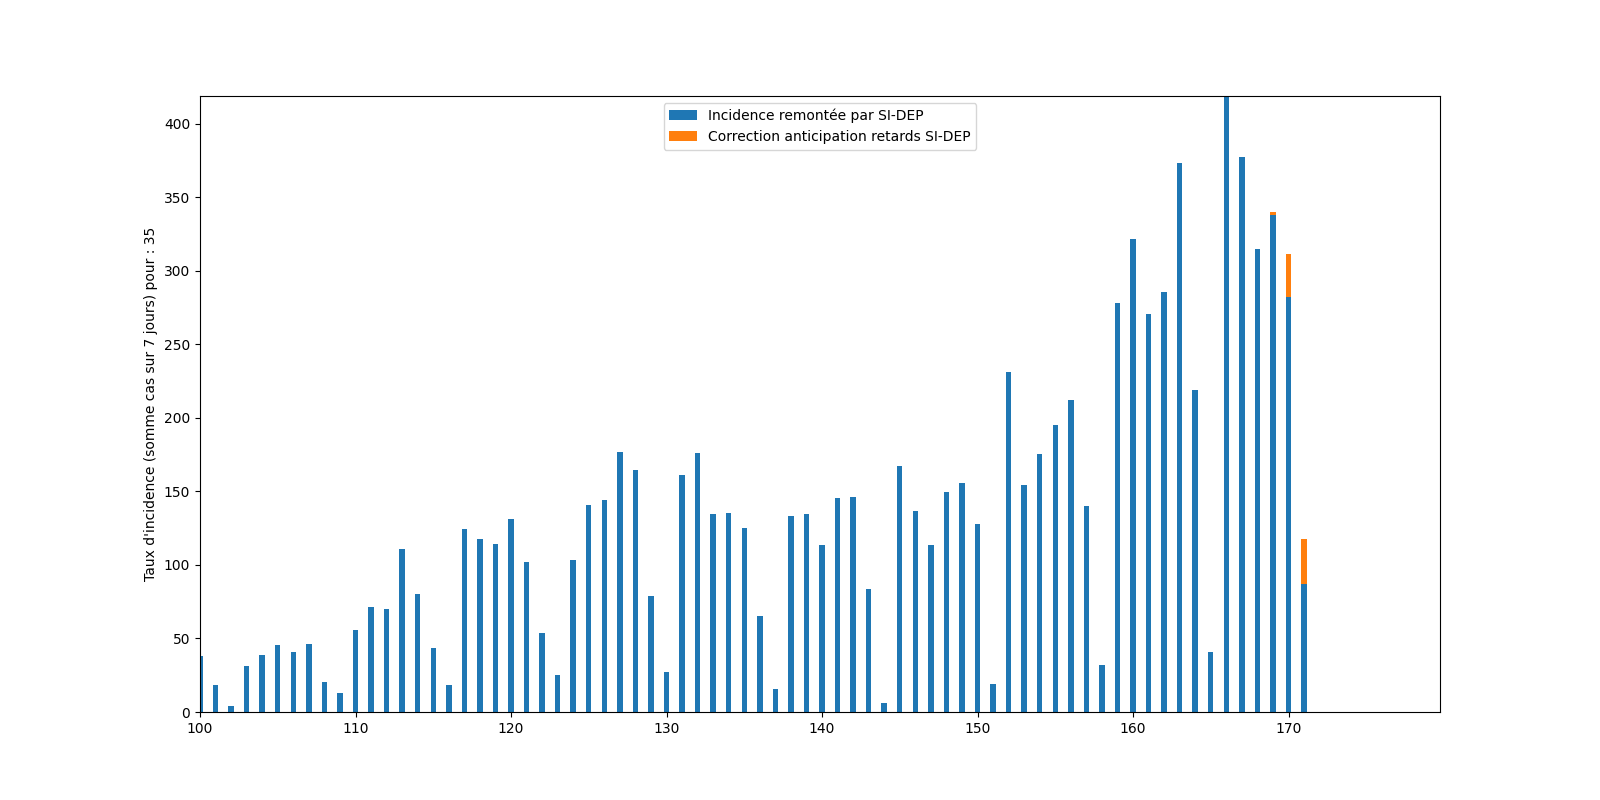 Incidence remontée par SI-DEP
Correction anticipation retards SI-DEP
Taux d'incidence (somme cas sur 7 jours) pour : 35
400
350
300
250
200
150
100
50
0
100 110 120 130 140 150 160 170